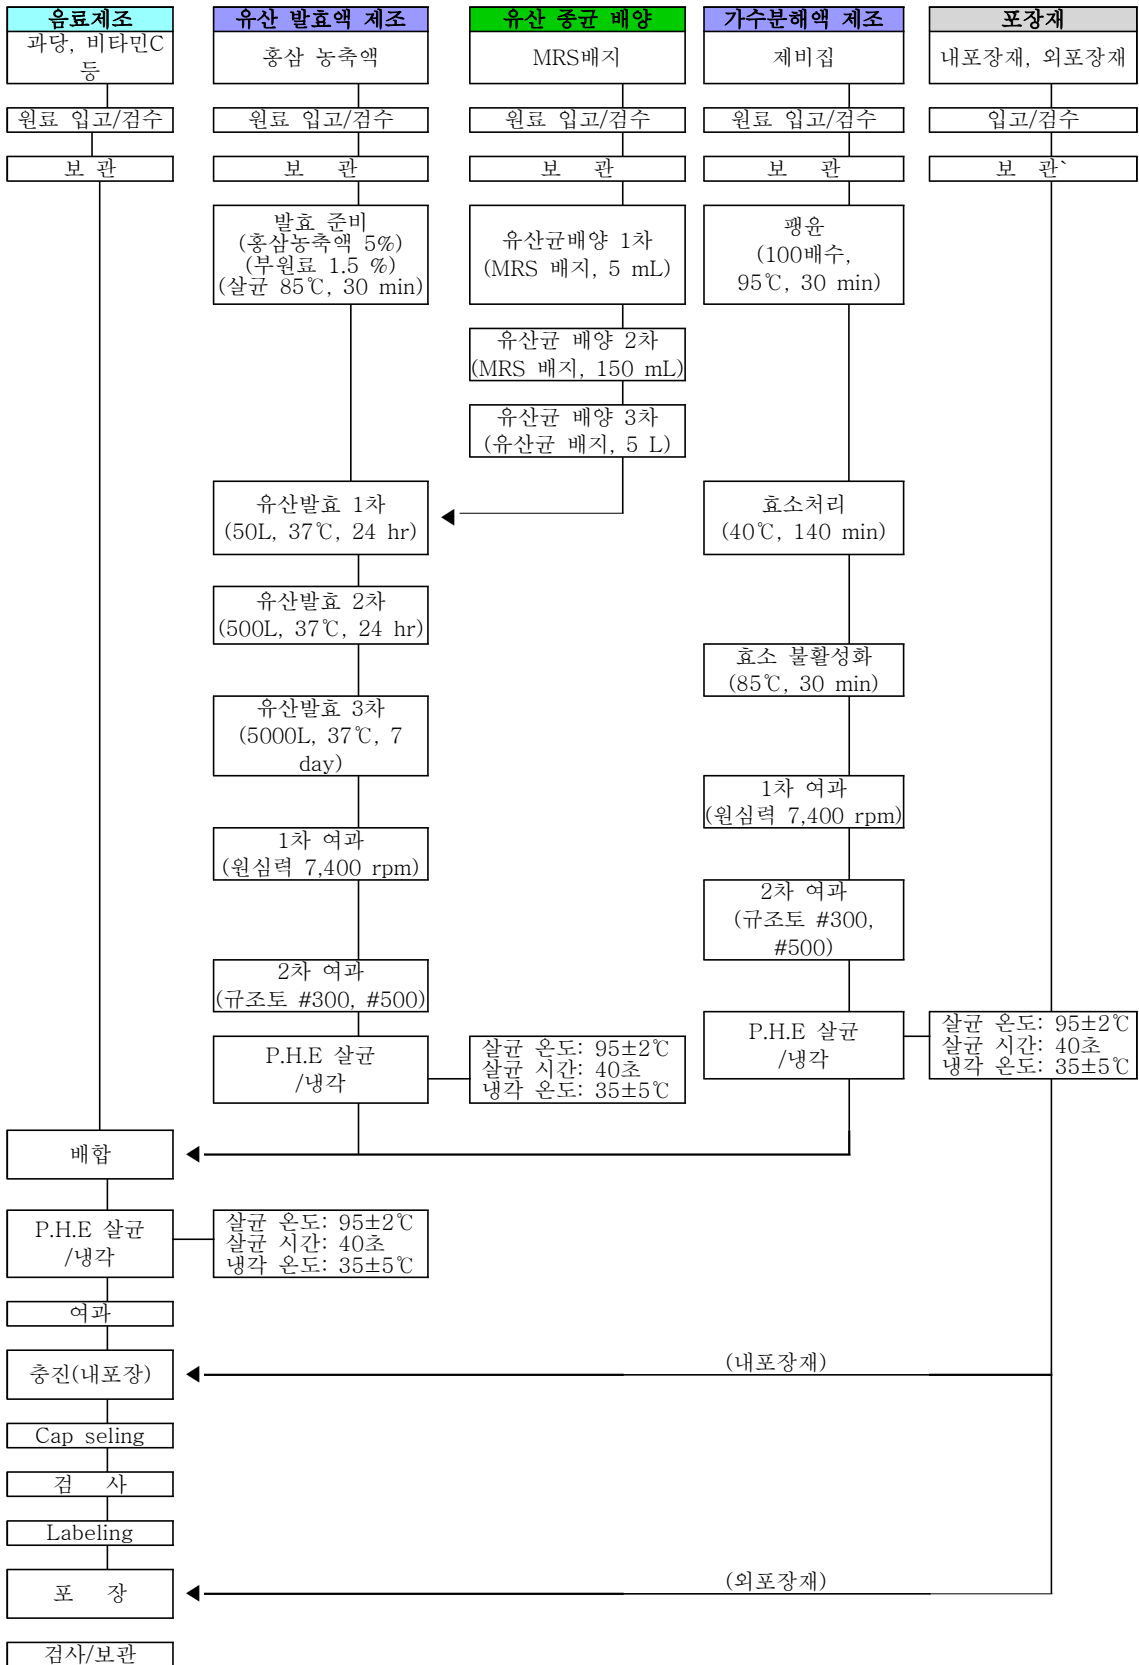 음료제조
과당, 비타민C
등
원료 입고/검수
보 관
유산 발효액 제조
홍삼 농축액
원료 입고/검수
보 관
발효 준비
(홍삼농축액 5%)
(부원료 1.5 %)
(살균 85℃, 30 min)
유산 종균 배양
MRS배지
원료 입고/검수
보 관
유산균배양 1차
(MRS 배지, 5 mL)
유산균 배양 2차
(MRS 배지, 150 mL)
유산균 배양 3차
(유산균 배지, 5 L)
유산발효 1차
(50L, 37℃, 24 hr)
유산발효 2차
(500L, 37℃, 24 hr)
유산발효 3차
(5000L, 37℃, 7
day)
1차 여과
(원심력 7,400 rpm)
2차 여과
(규조토 #300, #500)
P.H.E 살균
/냉각
살균 온도: 95±2℃
살균 시간: 40초
냉각 온도: 35±5℃
가수분해액 제조
제비집
원료 입고/검수
보 관
팽윤
(100배수,
95℃, 30 min)
효소처리
(40℃, 140 min)
효소 불활성화
(85℃, 30 min)
1차 여과
(원심력 7,400 rpm)
2차 여과
(규조토 #300,
#500)
P.H.E 살균
/냉각
살균 온도: 95±2℃
살균 시간: 40초
냉각 온도: 35±5℃
포장재
내포장재, 외포장재
입고/검수
보 관`
배합
P.H.E 살균
/냉각
살균 온도: 95±2℃
살균 시간: 40초
냉각 온도: 35±5℃
여과
충진(내포장)
(내포장재)
Cap seling
검 사
Labeling
포 장
(외포장재)
검사/보관